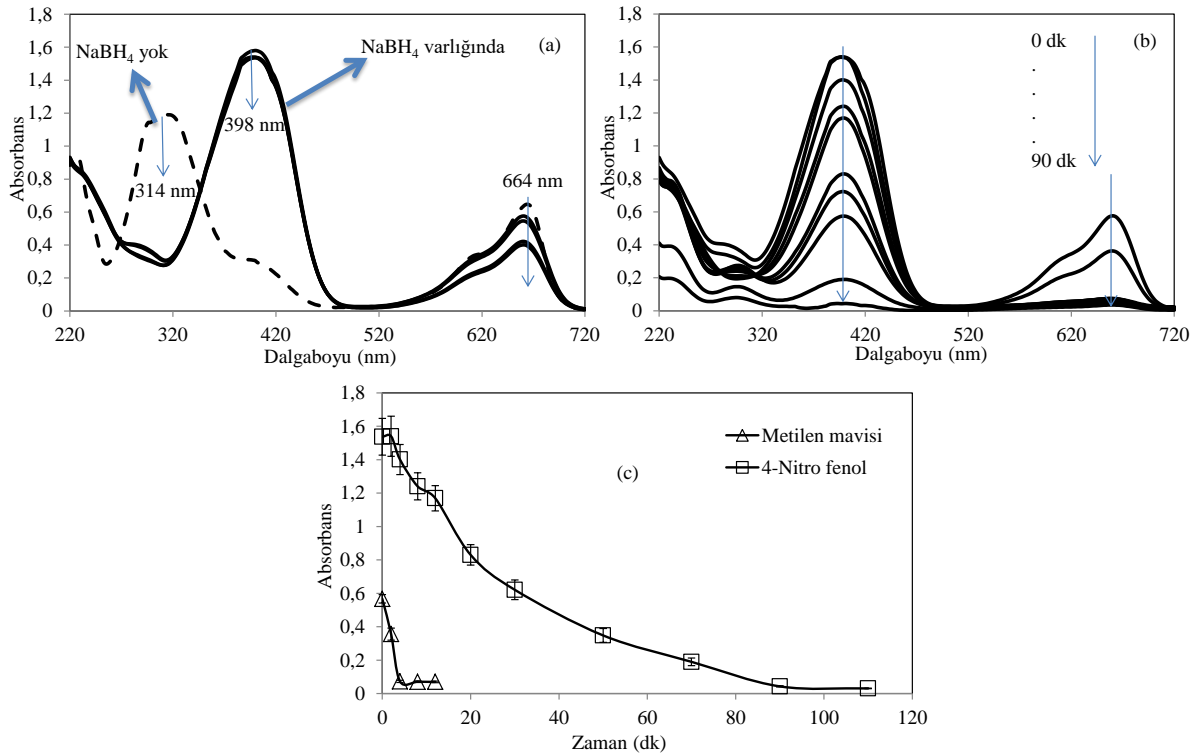 1,8
1,6
1,4
1,2
1
0,8
0,6
0,4
0,2
0
Absorbans
NaBH4 yok
NaBH4 varlığında
(a)
398 nm
314 nm
664 nm
220
320
420
520
620
720
Dalgaboyu (nm)
1,8
1,6
1,4
1,2
1
0,8
0,6
0,4
0,2
0
Absorbans
0 dk
.
.
.
.
90 dk
(b)
220
320
420
520
620
720
Dalgaboyu (nm)
1,8
1,6
1,4
1,2
1
0,8
0,6
0,4
0,2
0
Absorbans
Metilen mavisi
4-Nitro fenol
(c)
0
20
40
60
80
100
120
Zaman (dk)